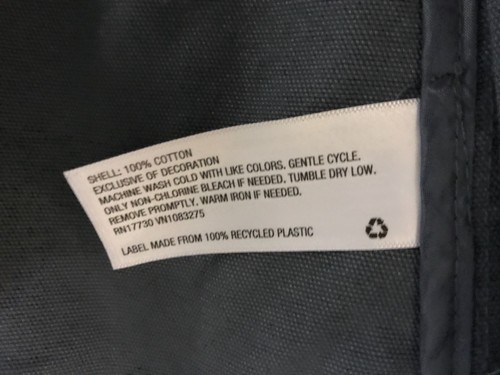 SHELL: 100% COTTON
EXCLUSIVE OF DECORATION
MACHINE WASH COLD WITH LIKE COLORS, GENTLE CYCLE.
ONLY NON-CHLORINE BLEACH IF NEEDED. TUMBLE DRY LOW.
REMOVE PROMPTLY. WARM IRON IF NEEDED.
RN17730 VN1083275
LABEL MADE FROM 100% RECYCLED PLASTIC